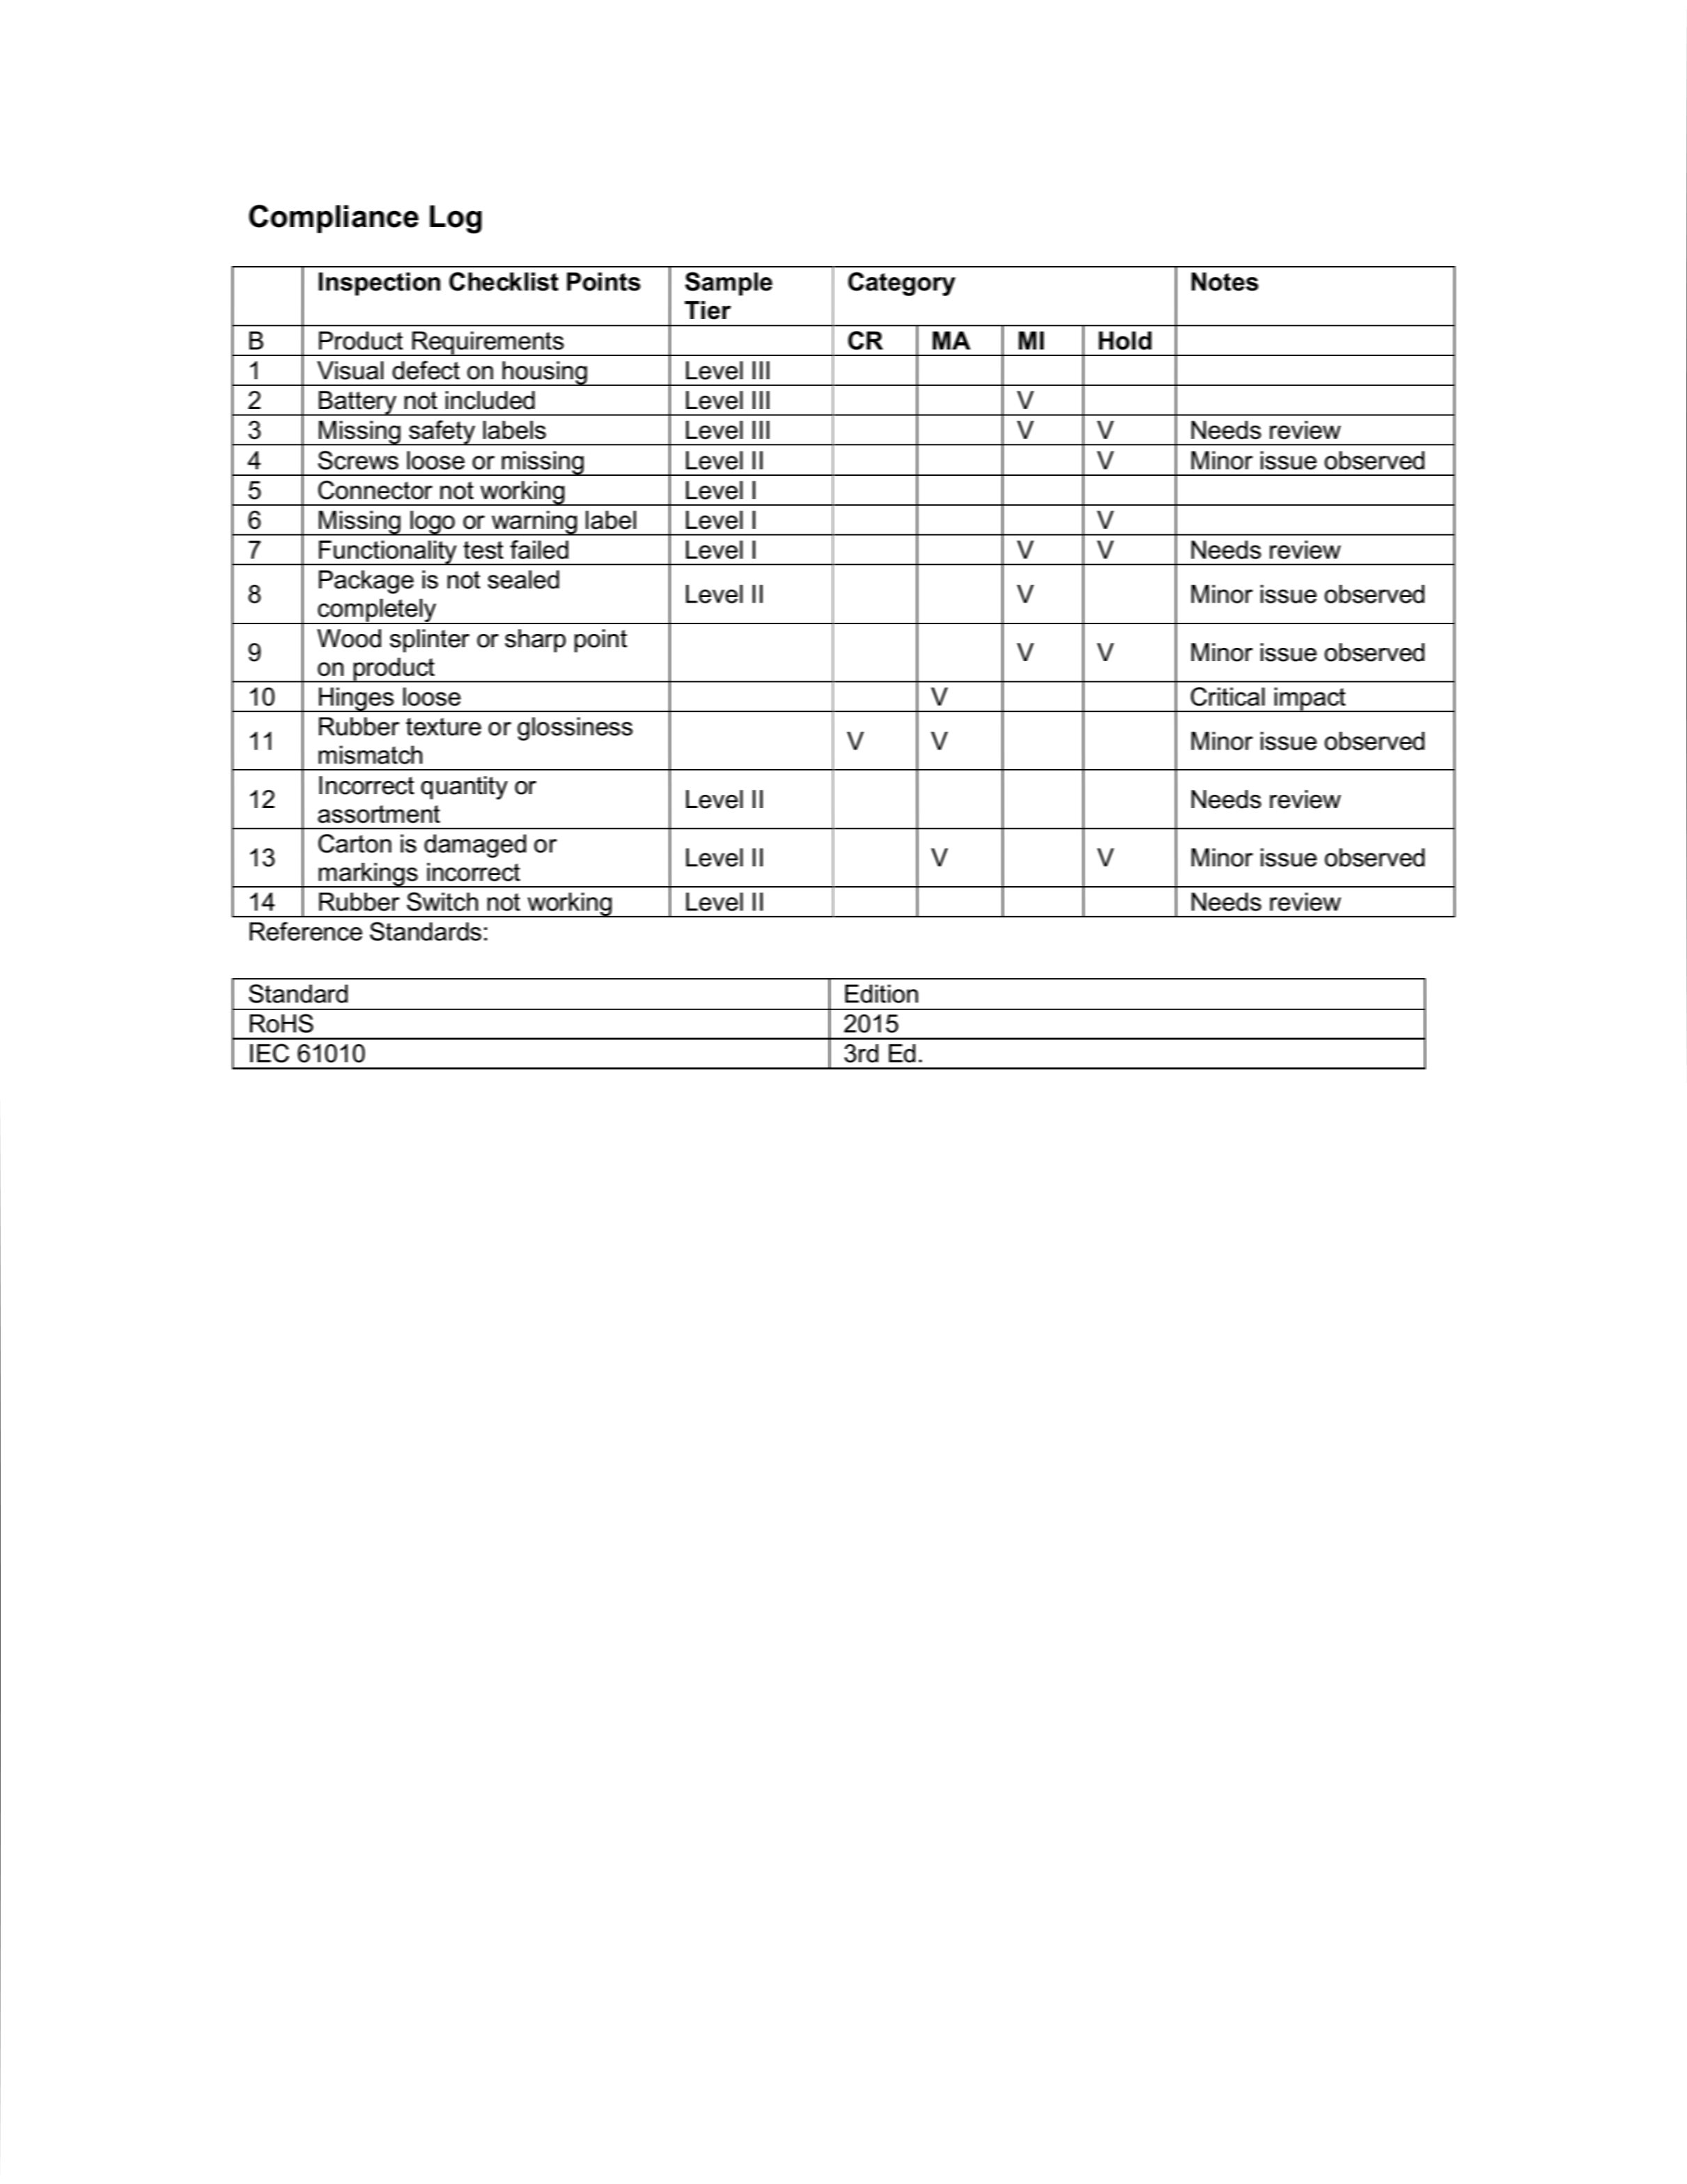 Compliance Log
Inspection Checklist Points Sample Tier Category Notes
B Product Requirements CR MA MI Hold
1 Visual defect on housing Level III
2 Battery not included Level III V
3 Missing safety labels Level III V V Needs review
4 Screws loose or missing Level II V Minor issue observed
5 Connector not working Level I
6 Missing logo or warning label Level I V
7 Functionality test failed Level I V V Needs review
8 Package is not sealed completely Level II V Minor issue observed
9 Wood splinter or sharp point on product V V Minor issue observed
10 Hinges loose V Critical impact
11 Rubber texture or glossiness mismatch V V Minor issue observed
12 Incorrect quantity or assortment Level II Needs review
13 Carton is damaged or markings incorrect Level II V V Minor issue observed
14 Rubber Switch not working Level II Needs review
Reference Standards:
Standard Edition
RoHS 2015
IEC 61010 3rd Ed.